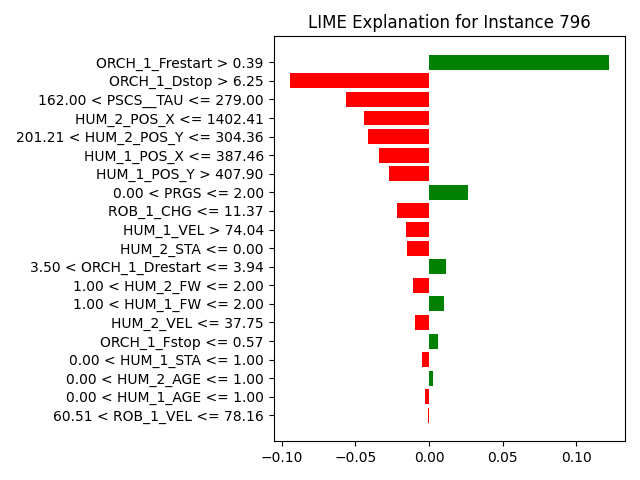 LIME Explanation for Instance 796
ORCH_1_Frestart > 0.39
ORCH_1_Dstop > 6.25
162.00 < PSCS__TAU <= 279.00
HUM_2_POS_X <= 1402.41
201.21 < HUM_2_POS_Y <= 304.36
HUM_1_POS_X <= 387.46
HUM_1_POS_Y > 407.90
0.00 < PRGS <= 2.00
ROB_1_CHG <= 11.37
HUM_1_VEL > 74.04
HUM_2_STA <= 0.00
3.50 < ORCH_1_Drestart <= 3.94
1.00 < HUM_2_FW <= 2.00
1.00 < HUM_1_FW <= 2.00
HUM_2_VEL <= 37.75
ORCH_1_Fstop <= 0.57
0.00 < HUM_1_STA <= 1.00
0.00 < HUM_2_AGE <= 1.00
0.00 < HUM_1_AGE <= 1.00
60.51 < ROB_1_VEL <= 78.16
−0.10 −0.05 0.00 0.05 0.10